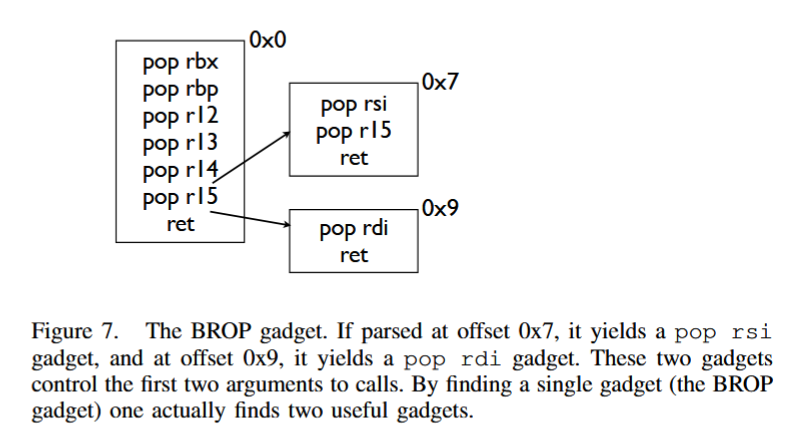 0x0
pop rbx
pop rbp
pop r12
pop r13
pop r14
pop r15
ret
0x7
pop rsi
pop r15
ret
0x9
pop rdi
ret
Figure 7. The BROP gadget. If parsed at offset 0x7, it yields a pop rsi
gadget, and at offset 0x9, it yields a pop rdi gadget. These two gadgets
control the first two arguments to calls. By finding a single gadget (the BROP
gadget) one actually finds two useful gadgets.